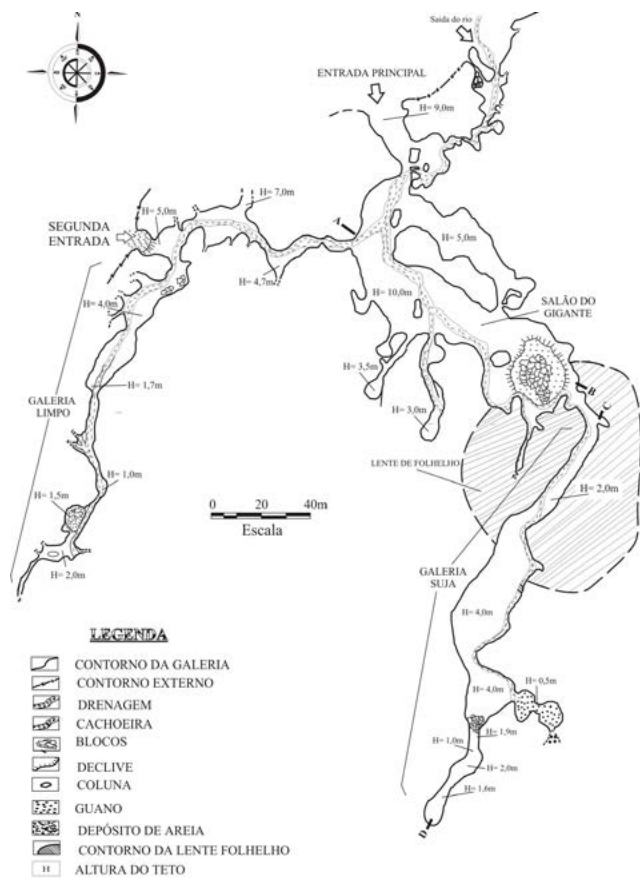 Saída do rio
ENTRADA PRINCIPAL
H= 9,0m
H= 7,0m
H= 5,0m
A
SEGUNDA
ENTRADA
H= 5,0m
H= 4,7m
H= 10,0m
SALÃO DO
GIGANTE
H= 4,0m
H= 3,5m
H= 3,0m
B
C
GALERIA
LIMPO
H= 1,7m
H= 1,0m
H= 1,5m
H= 2,0m
LENTE DE FOLHELHO
H= 2,0m
0 20 40m
Escala
GALERIA
SUJA
H= 4,0m
H= 4,0m
H= 0,5m
H= 1,9m
H= 1,0m
H= 2,0m
H= 1,6m
D
LEGENDA
CONTORNO DA GALERIA
CONTORNO EXTERNO
DRENAGEM
CACHOEIRA
BLOCOS
DECLIVE
COLUNA
GUANO
DEPÓSITO DE AREIA
CONTORNO DA LENTE FOLHELHO
H ALTURA DO TETO